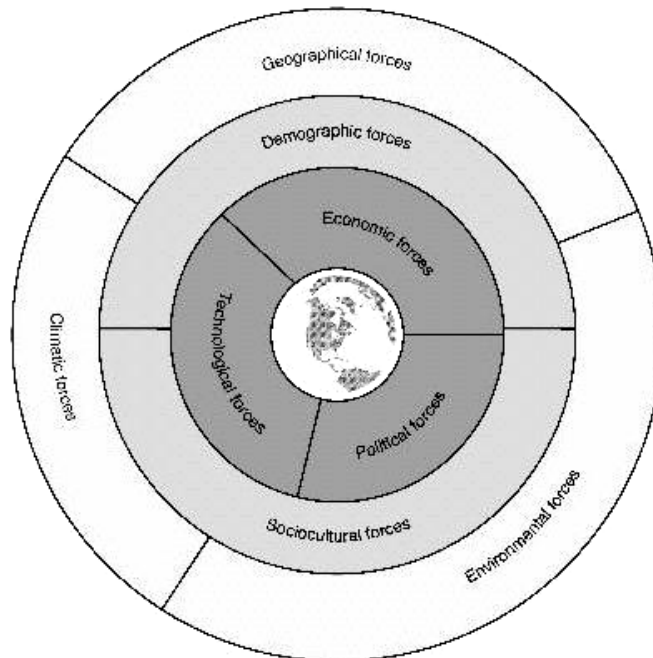 Geographical forces
Demographic forces
Economic forces
Technological forces
Climatic forces
Political forces
Sociocultural forces
Environmental forces